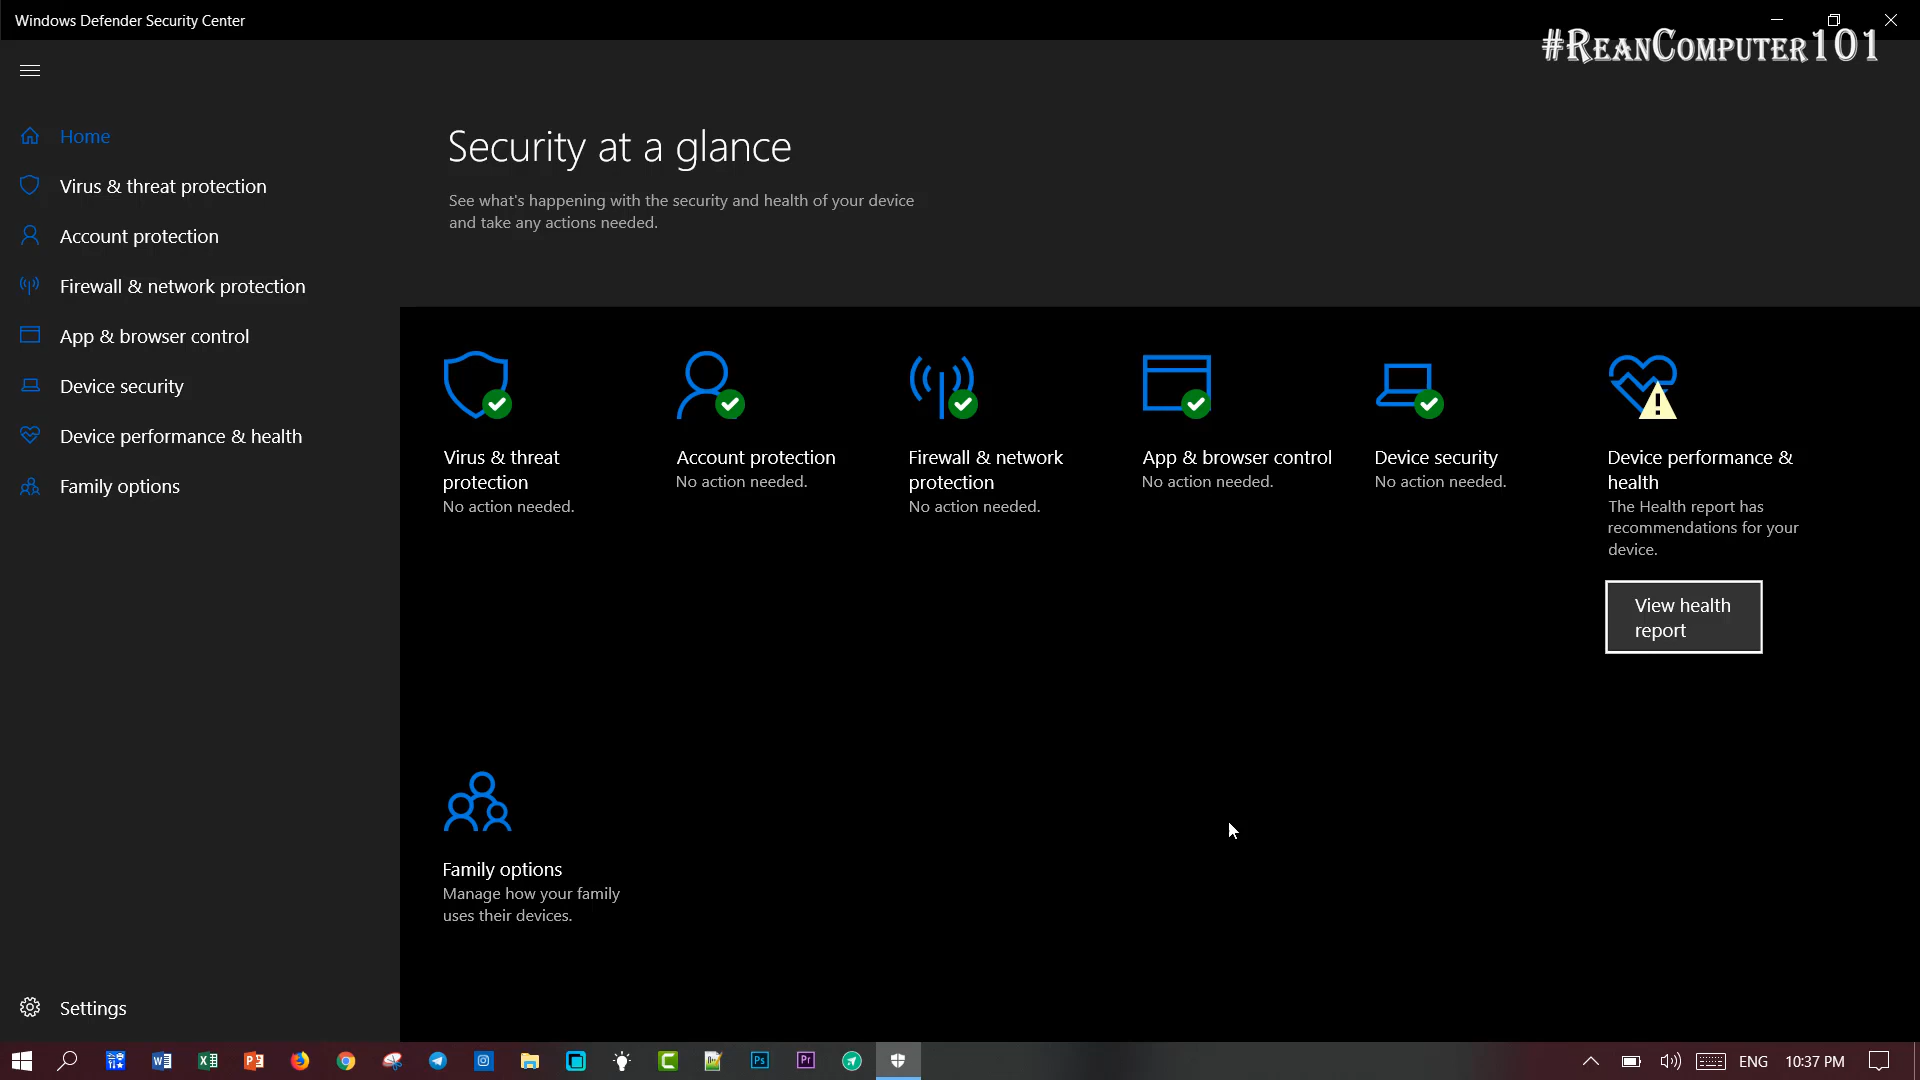 Windows Defender Security Center
#ReanComputer101
Home
Virus & threat protection
Account protection
Firewall & network protection
App & browser control
Device security
Device performance & health
Family options
Settings
Security at a glance
See what's happening with the security and health of your device
and take any actions needed.
Virus & threat
protection
No action needed.
Account protection
No action needed.
Firewall & network
protection
No action needed.
App & browser control
No action needed.
Device security
No action needed.
Device performance &
health
The Health report has
recommendations for your
device.
View health
report
Family options
Manage how your family
uses their devices.
Ps
Pr
ENG
10:37 PM